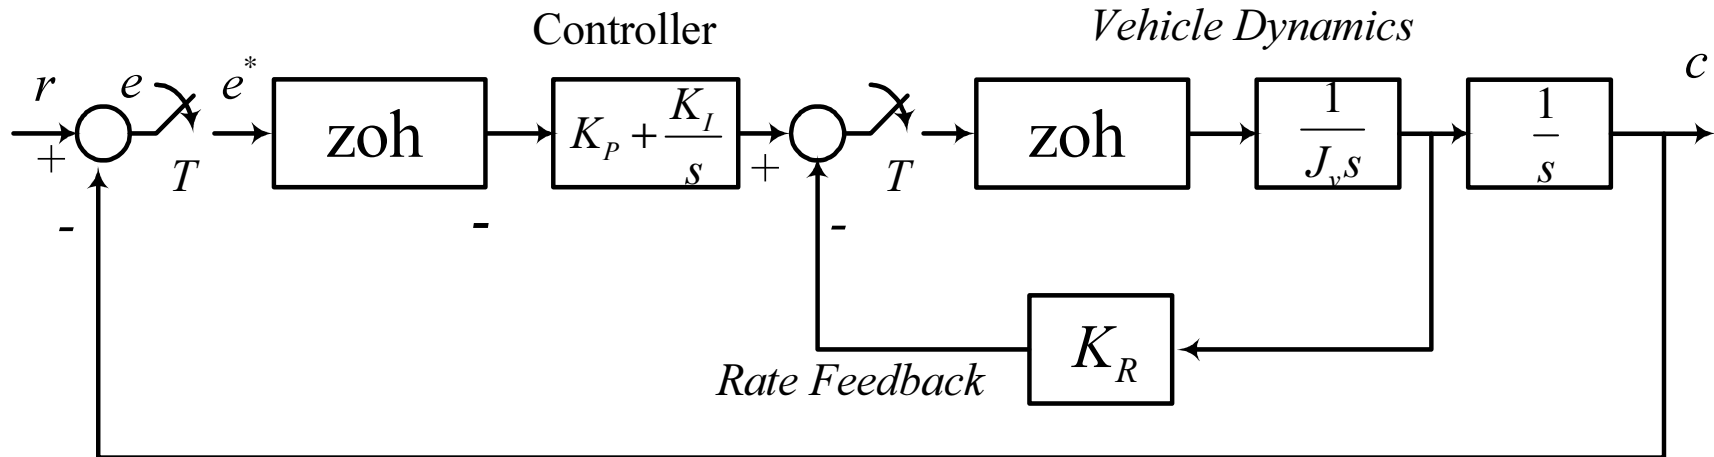 Controller
Vehicle Dynamics
r
e
e*
c
+
-
T
zoh
-
K_P + K_I/s
+
-
T
zoh
1/(J_v s)
1/s
K_R
Rate Feedback